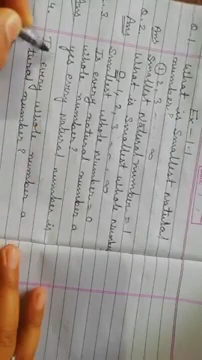 Ex-1.1
Q.1 What is smallest natural
number?
Ans ① 2, 3 - - - ∞
Smallest Natural number = 1
Q.2 What is smallest whole number
Ans 0, 1, 2, 3 - - -, ∞
Smallest whole number = 0
3. Is every natural number a
whole number?
Ans yes every natural number is
4. every whole number a
natural number?